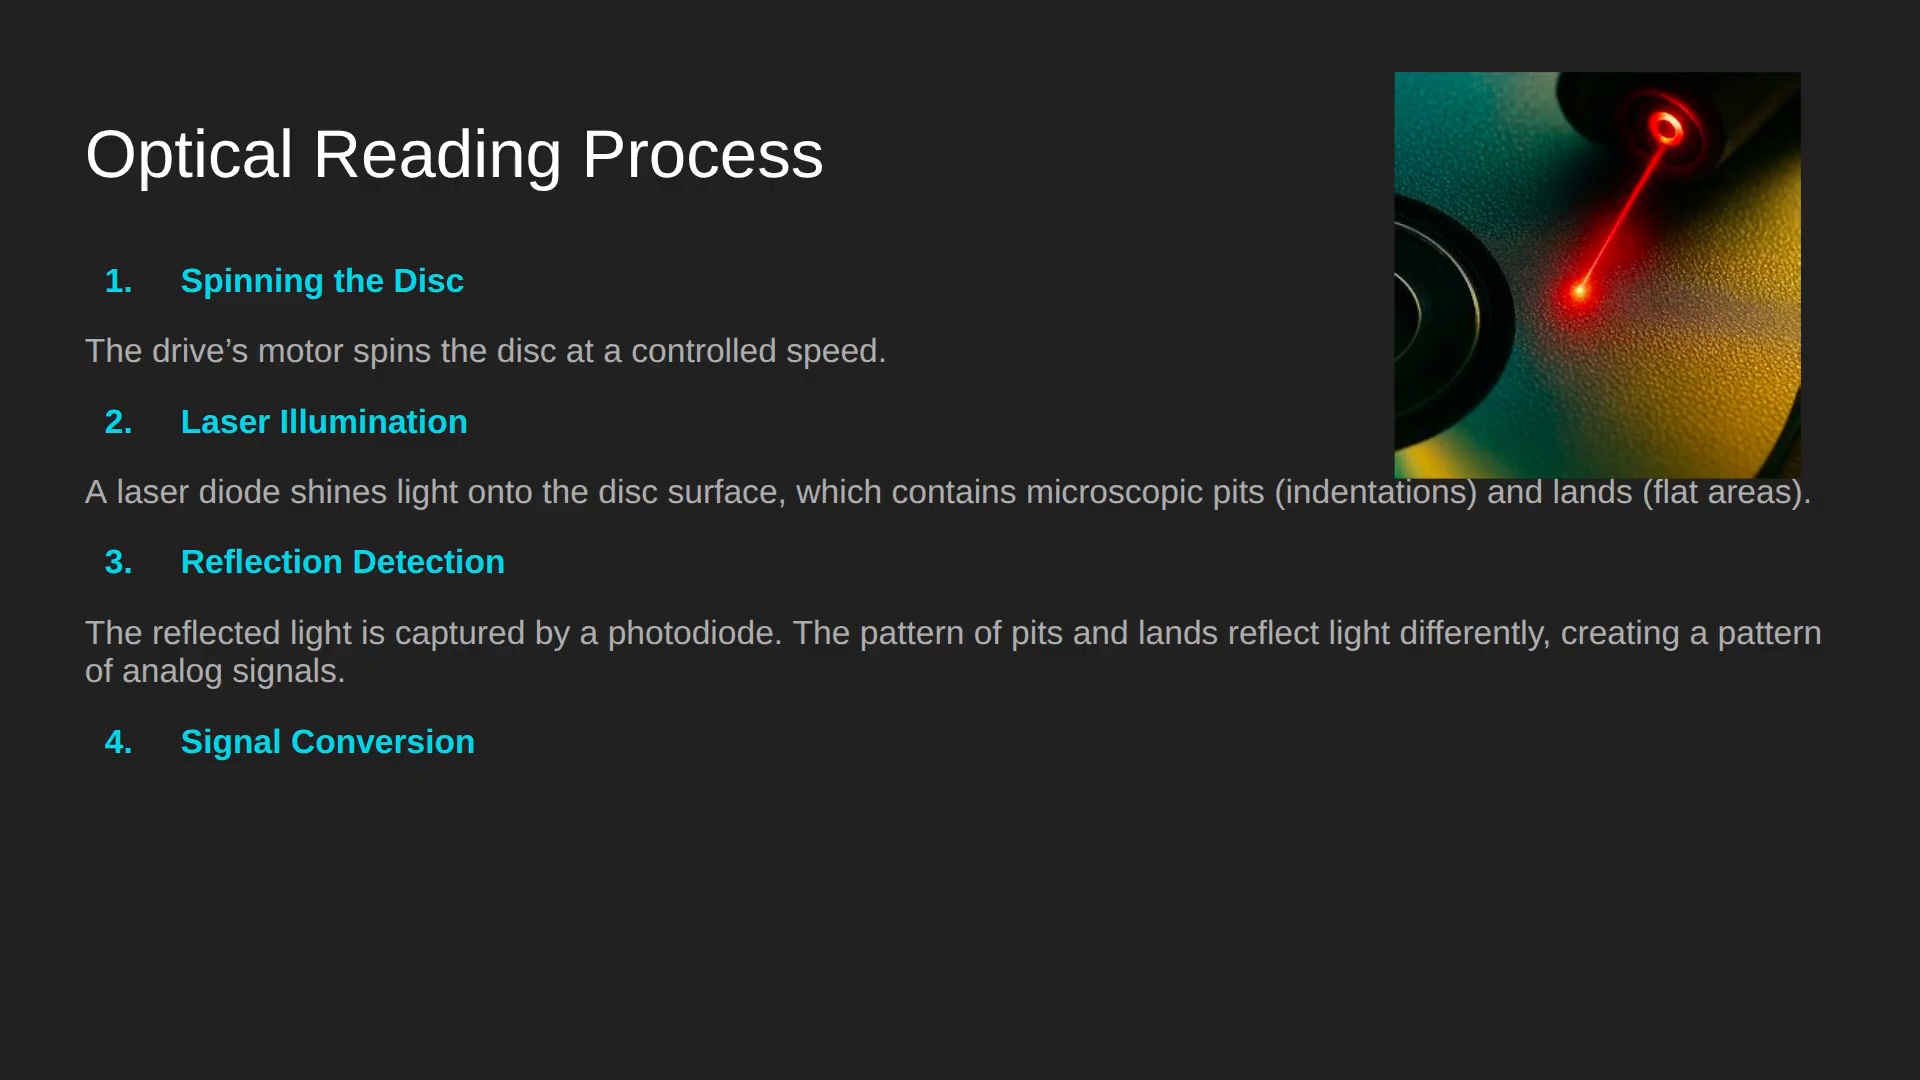 Optical Reading Process
1. Spinning the Disc
The drive’s motor spins the disc at a controlled speed.
2. Laser Illumination
A laser diode shines light onto the disc surface, which contains microscopic pits (indentations) and lands (flat areas).
3. Reflection Detection
The reflected light is captured by a photodiode. The pattern of pits and lands reflect light differently, creating a pattern
of analog signals.
4. Signal Conversion